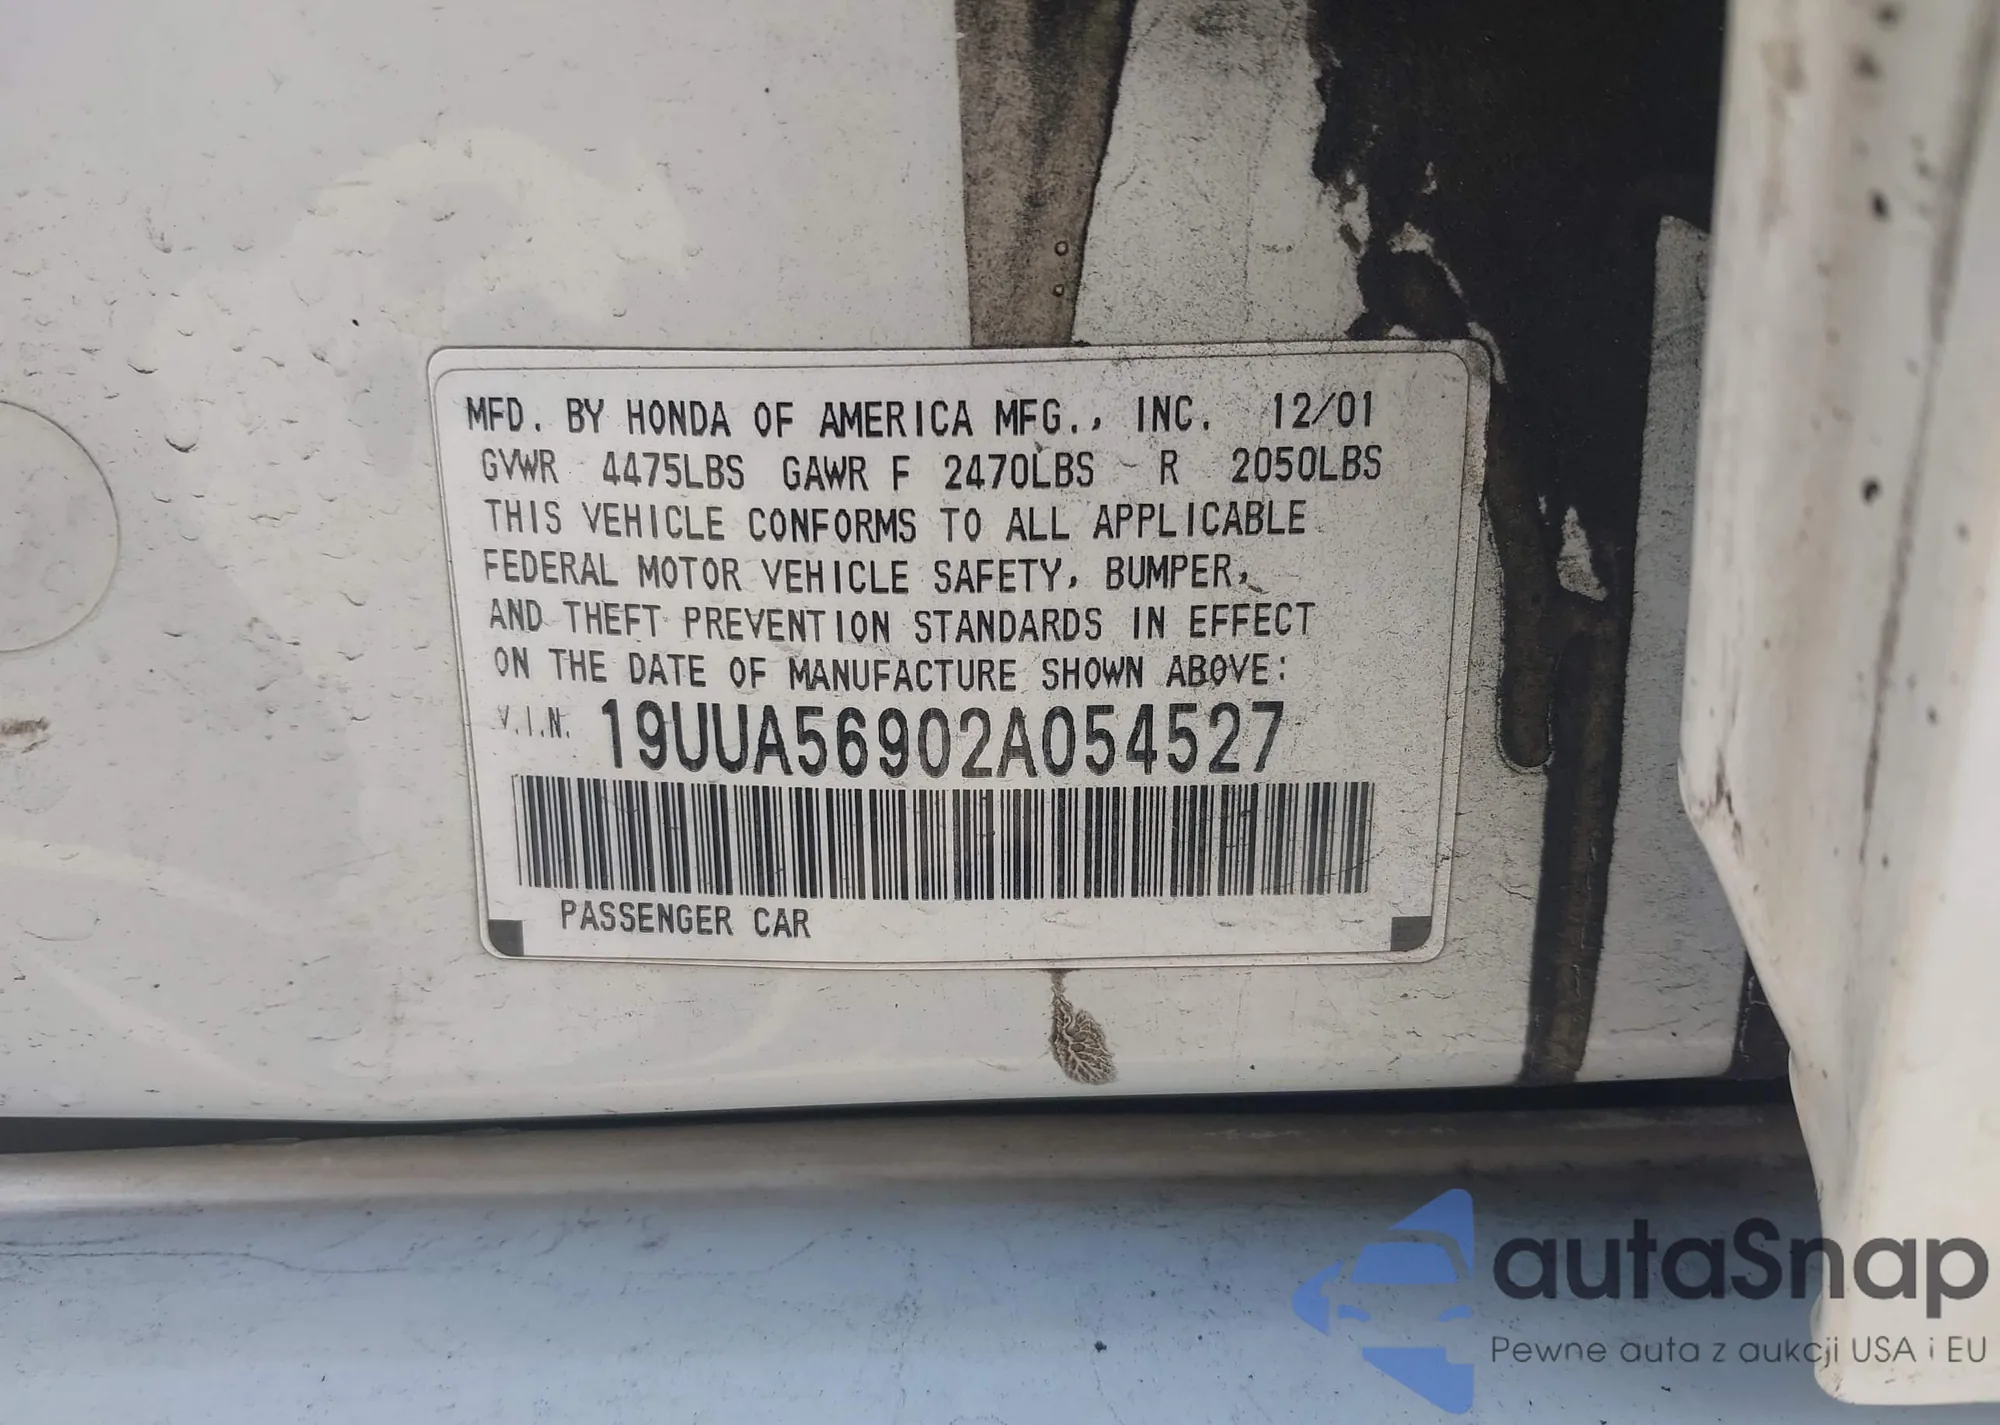 MFD. BY HONDA OF AMERICA MFG., INC. 12/01
GVWR 4475LBS GAWR F 2470LBS R 2050LBS
THIS VEHICLE CONFORMS TO ALL APPLICABLE
FEDERAL MOTOR VEHICLE SAFETY, BUMPER,
AND THEFT PREVENTION STANDARDS IN EFFECT
ON THE DATE OF MANUFACTURE SHOWN ABOVE:
V.I.N. 19UUA56902A054527
PASSENGER CAR
autaSnap
Pewne auta z aukcji USA i EU